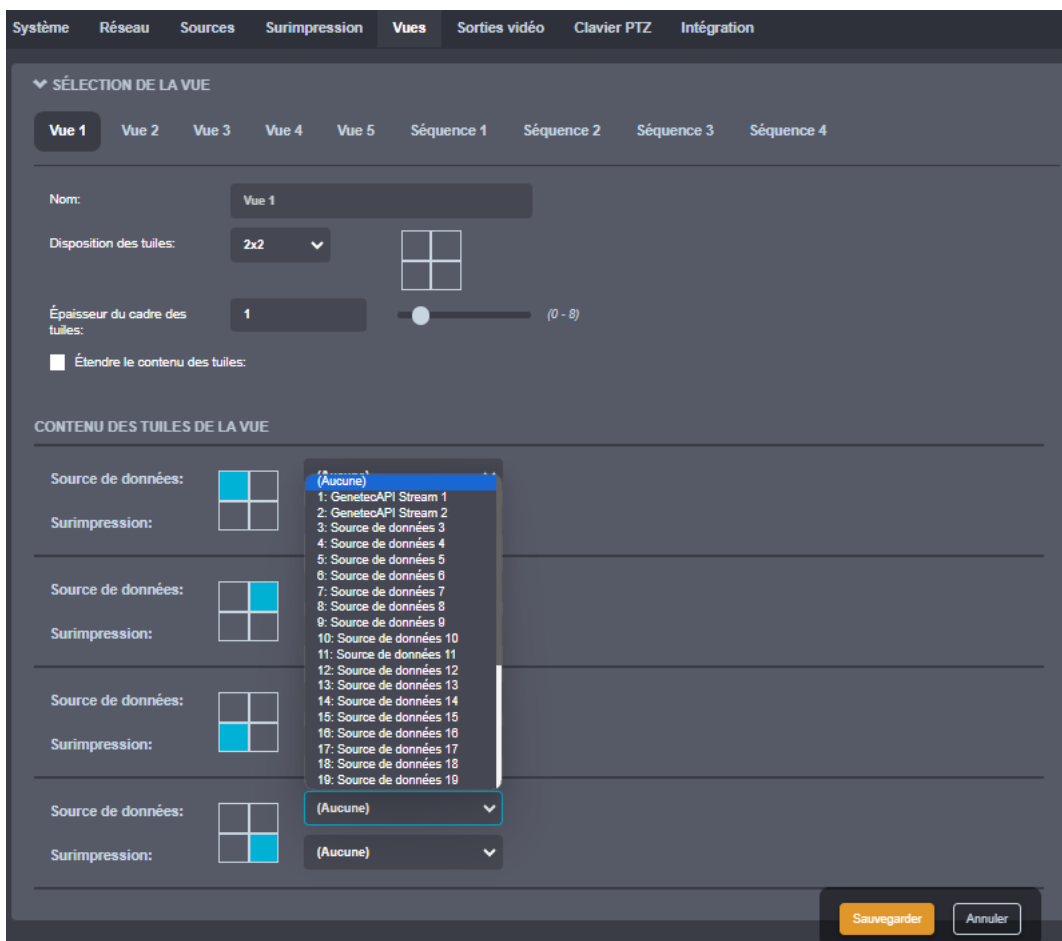 Système Réseau Sources Surimpression Vues Sorties vidéo Clavier PTZ Intégration
SÉLECTION DE LA VUE
Vue 1 Vue 2 Vue 3 Vue 4 Vue 5 Séquence 1 Séquence 2 Séquence 3 Séquence 4
Nom: Vue 1
Disposition des tuiles: 2x2
Épaisseur du cadre des
tuiles:
1 (0 - 8)
Étendre le contenu des tuiles:
CONTENU DES TUILES DE LA VUE
Source de données:
Surimpression:
Source de données:
Surimpression:
Source de données:
Surimpression:
(Aucune)
1: GenetecAPI Stream 1
2: GenetecAPI Stream 2
3: Source de données 3
4: Source de données 4
5: Source de données 5
6: Source de données 6
7: Source de données 7
8: Source de données 8
9: Source de données 9
10: Source de données 10
11: Source de données 11
12: Source de données 12
13: Source de données 13
14: Source de données 14
15: Source de données 15
16: Source de données 16
17: Source de données 17
18: Source de données 18
19: Source de données 19
Source de données: (Aucune)
Surimpression: (Aucune)
Sauvegarder Annuler